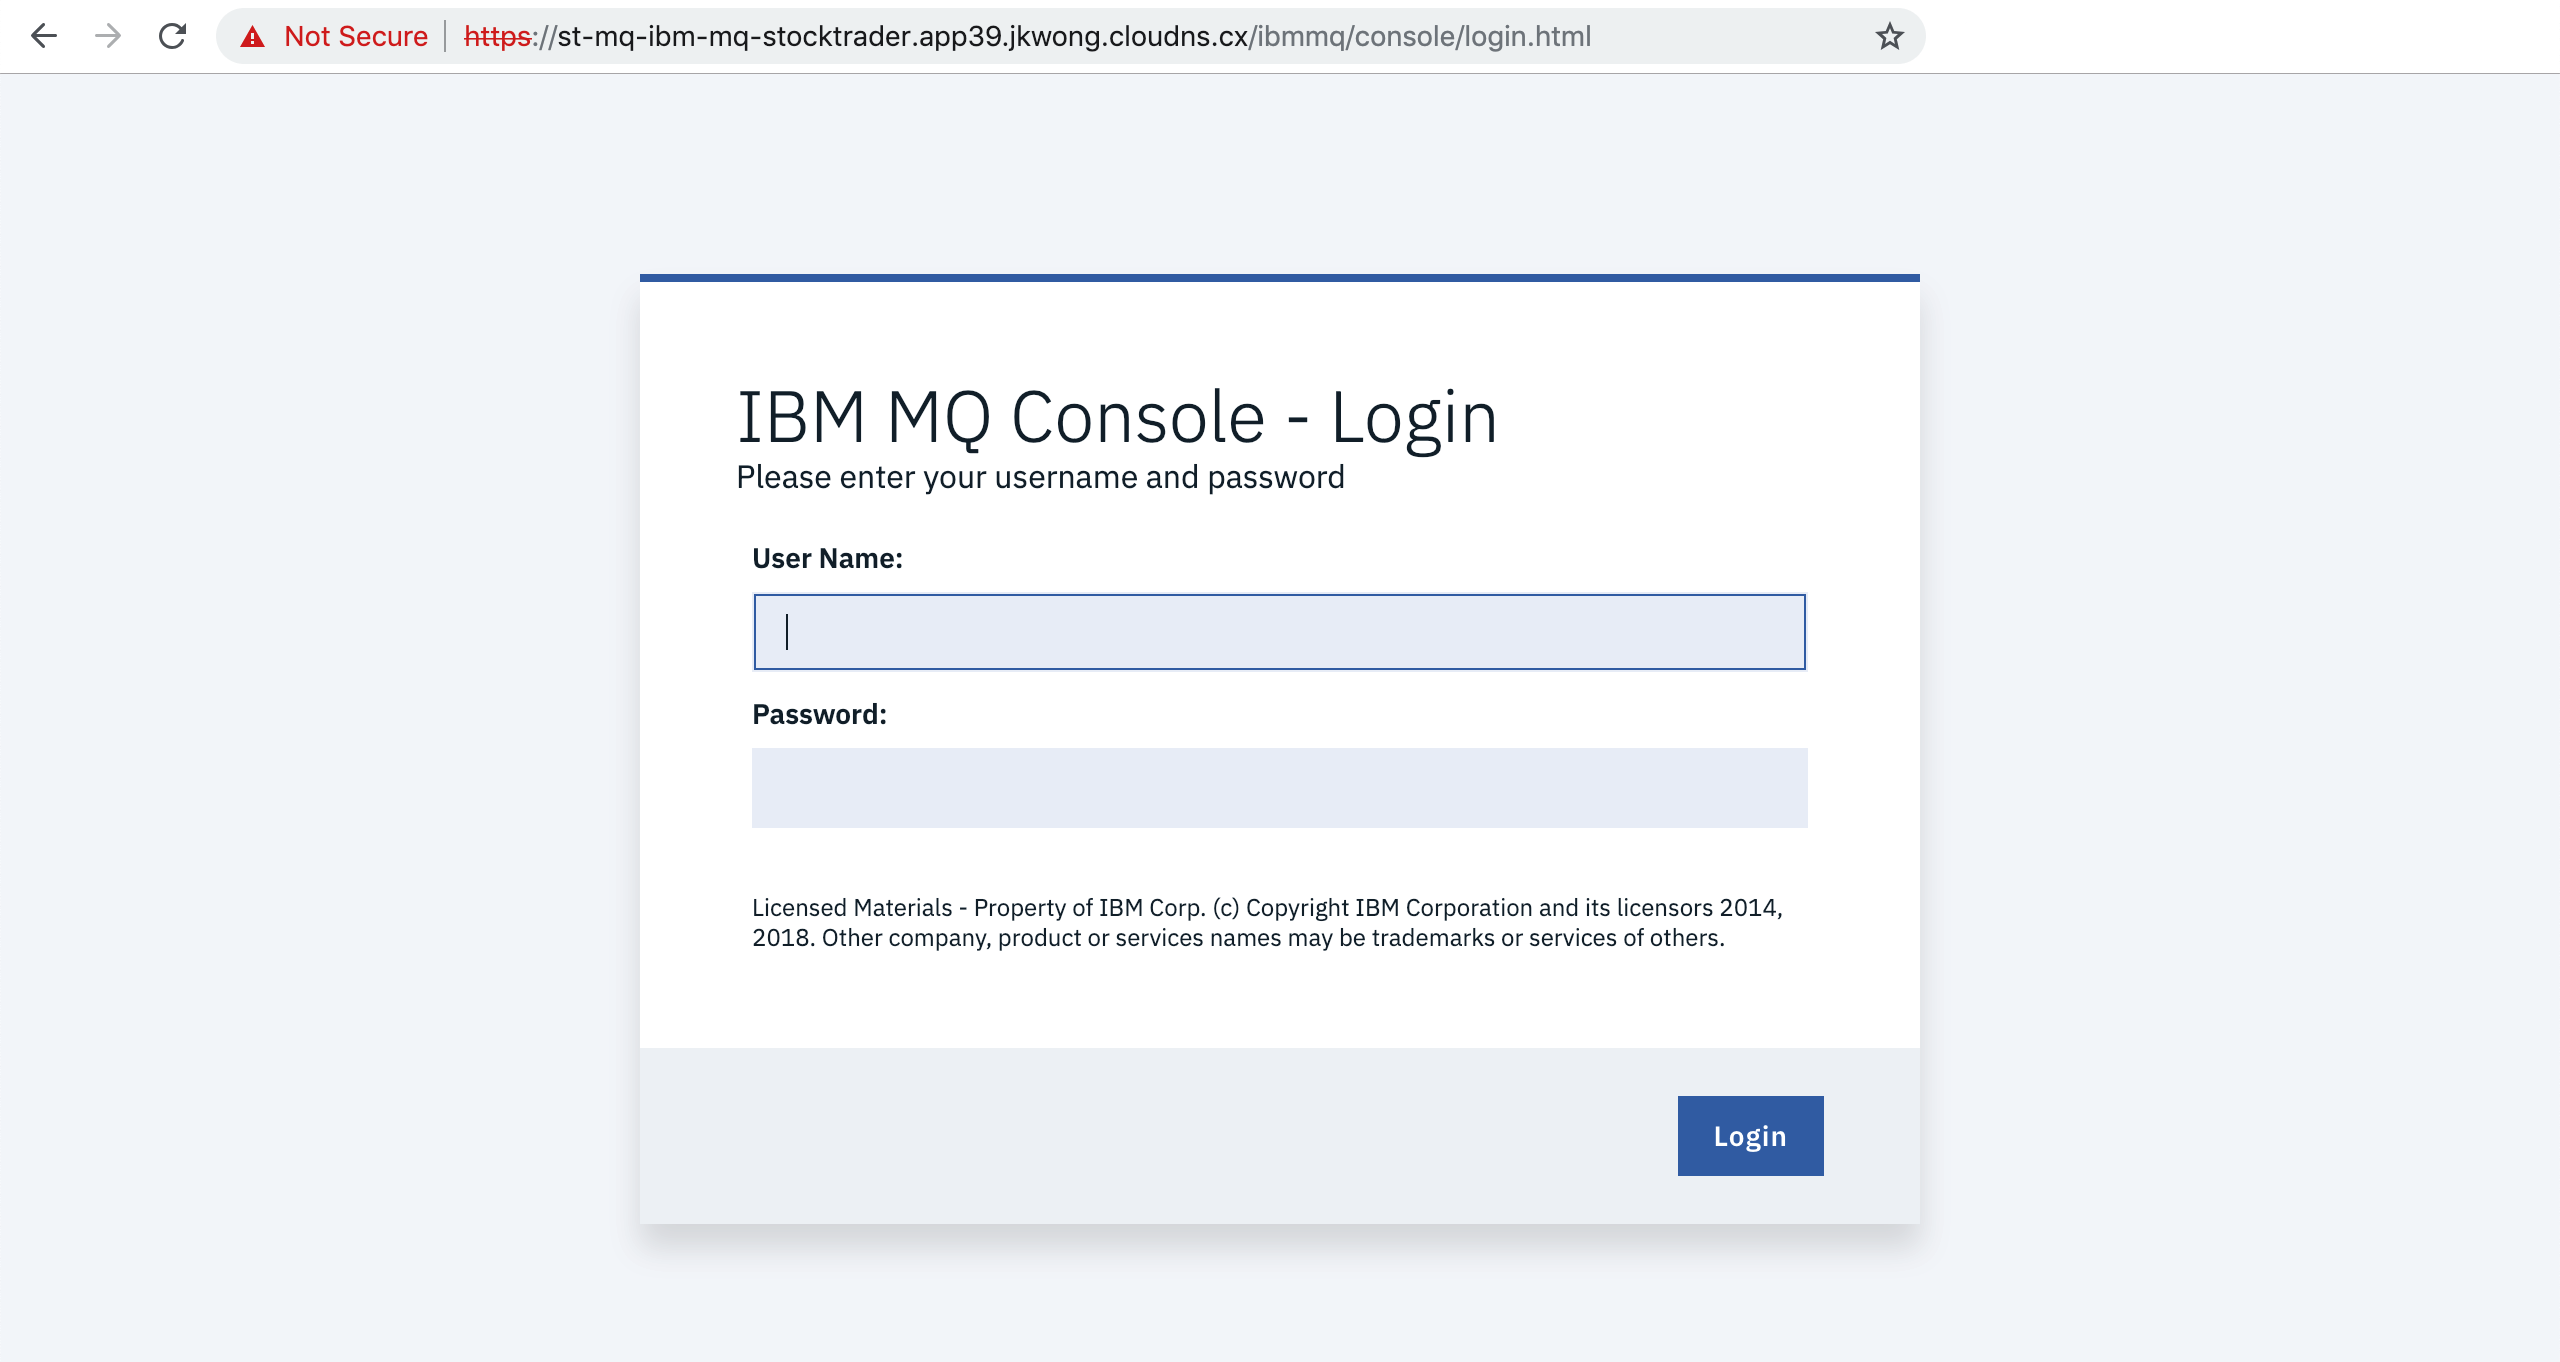 Not Secure https://st-mq-ibm-mq-stocktrader.app39.jkwong.cloudns.cx/ibmmq/console/login.html
IBM MQ Console - Login
Please enter your username and password
User Name:
Password:
Licensed Materials - Property of IBM Corp. (c) Copyright IBM Corporation and its licensors 2014,
2018. Other company, product or services names may be trademarks or services of others.
Login